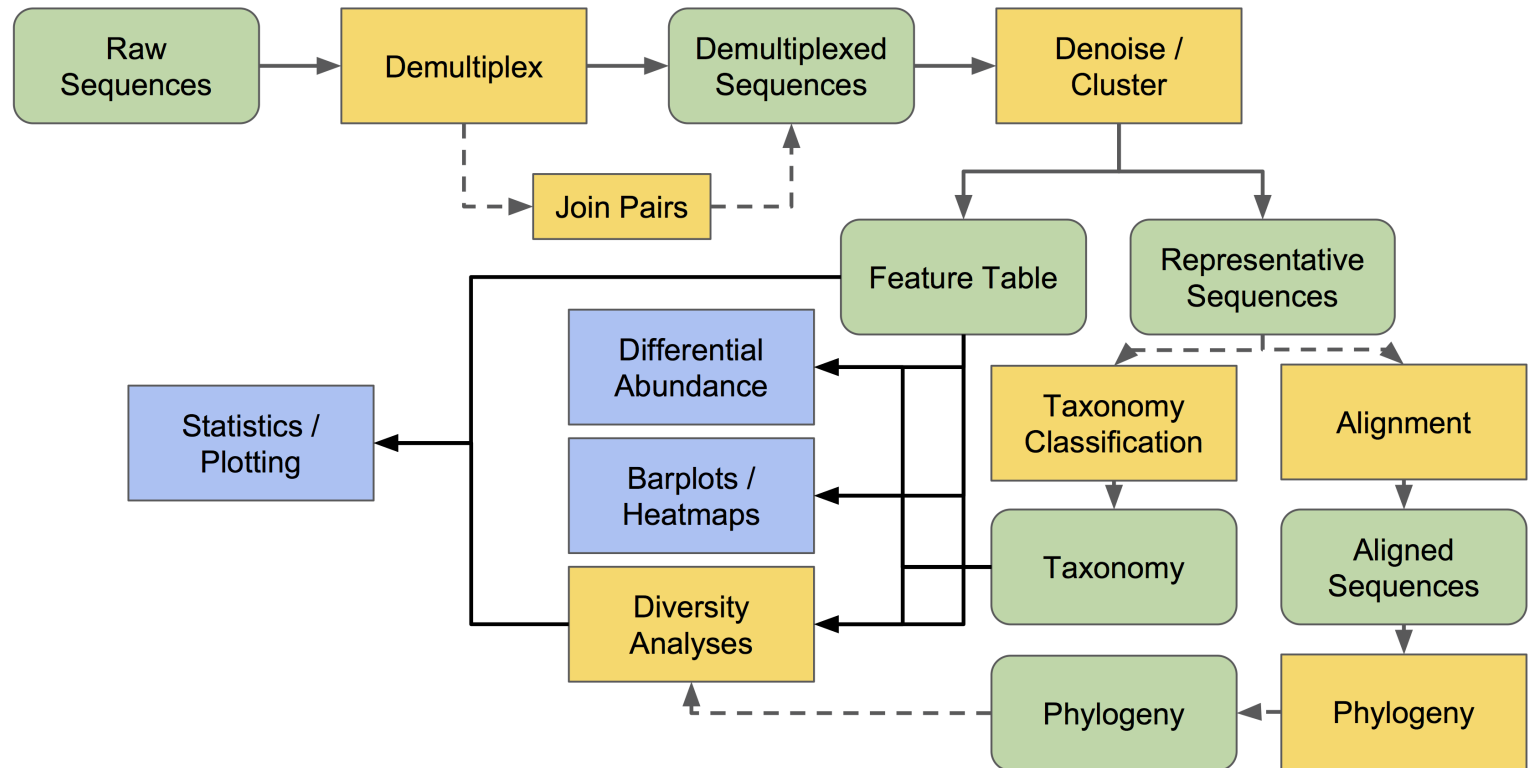 Raw
Sequences
Demultiplex
Demultiplexed
Sequences
Denoise /
Cluster
Join Pairs
Feature Table
Representative
Sequences
Differential
Abundance
Taxonomy
Classification
Alignment
Statistics /
Plotting
Barplots /
Heatmaps
Taxonomy
Aligned
Sequences
Diversity
Analyses
Phylogeny
Phylogeny